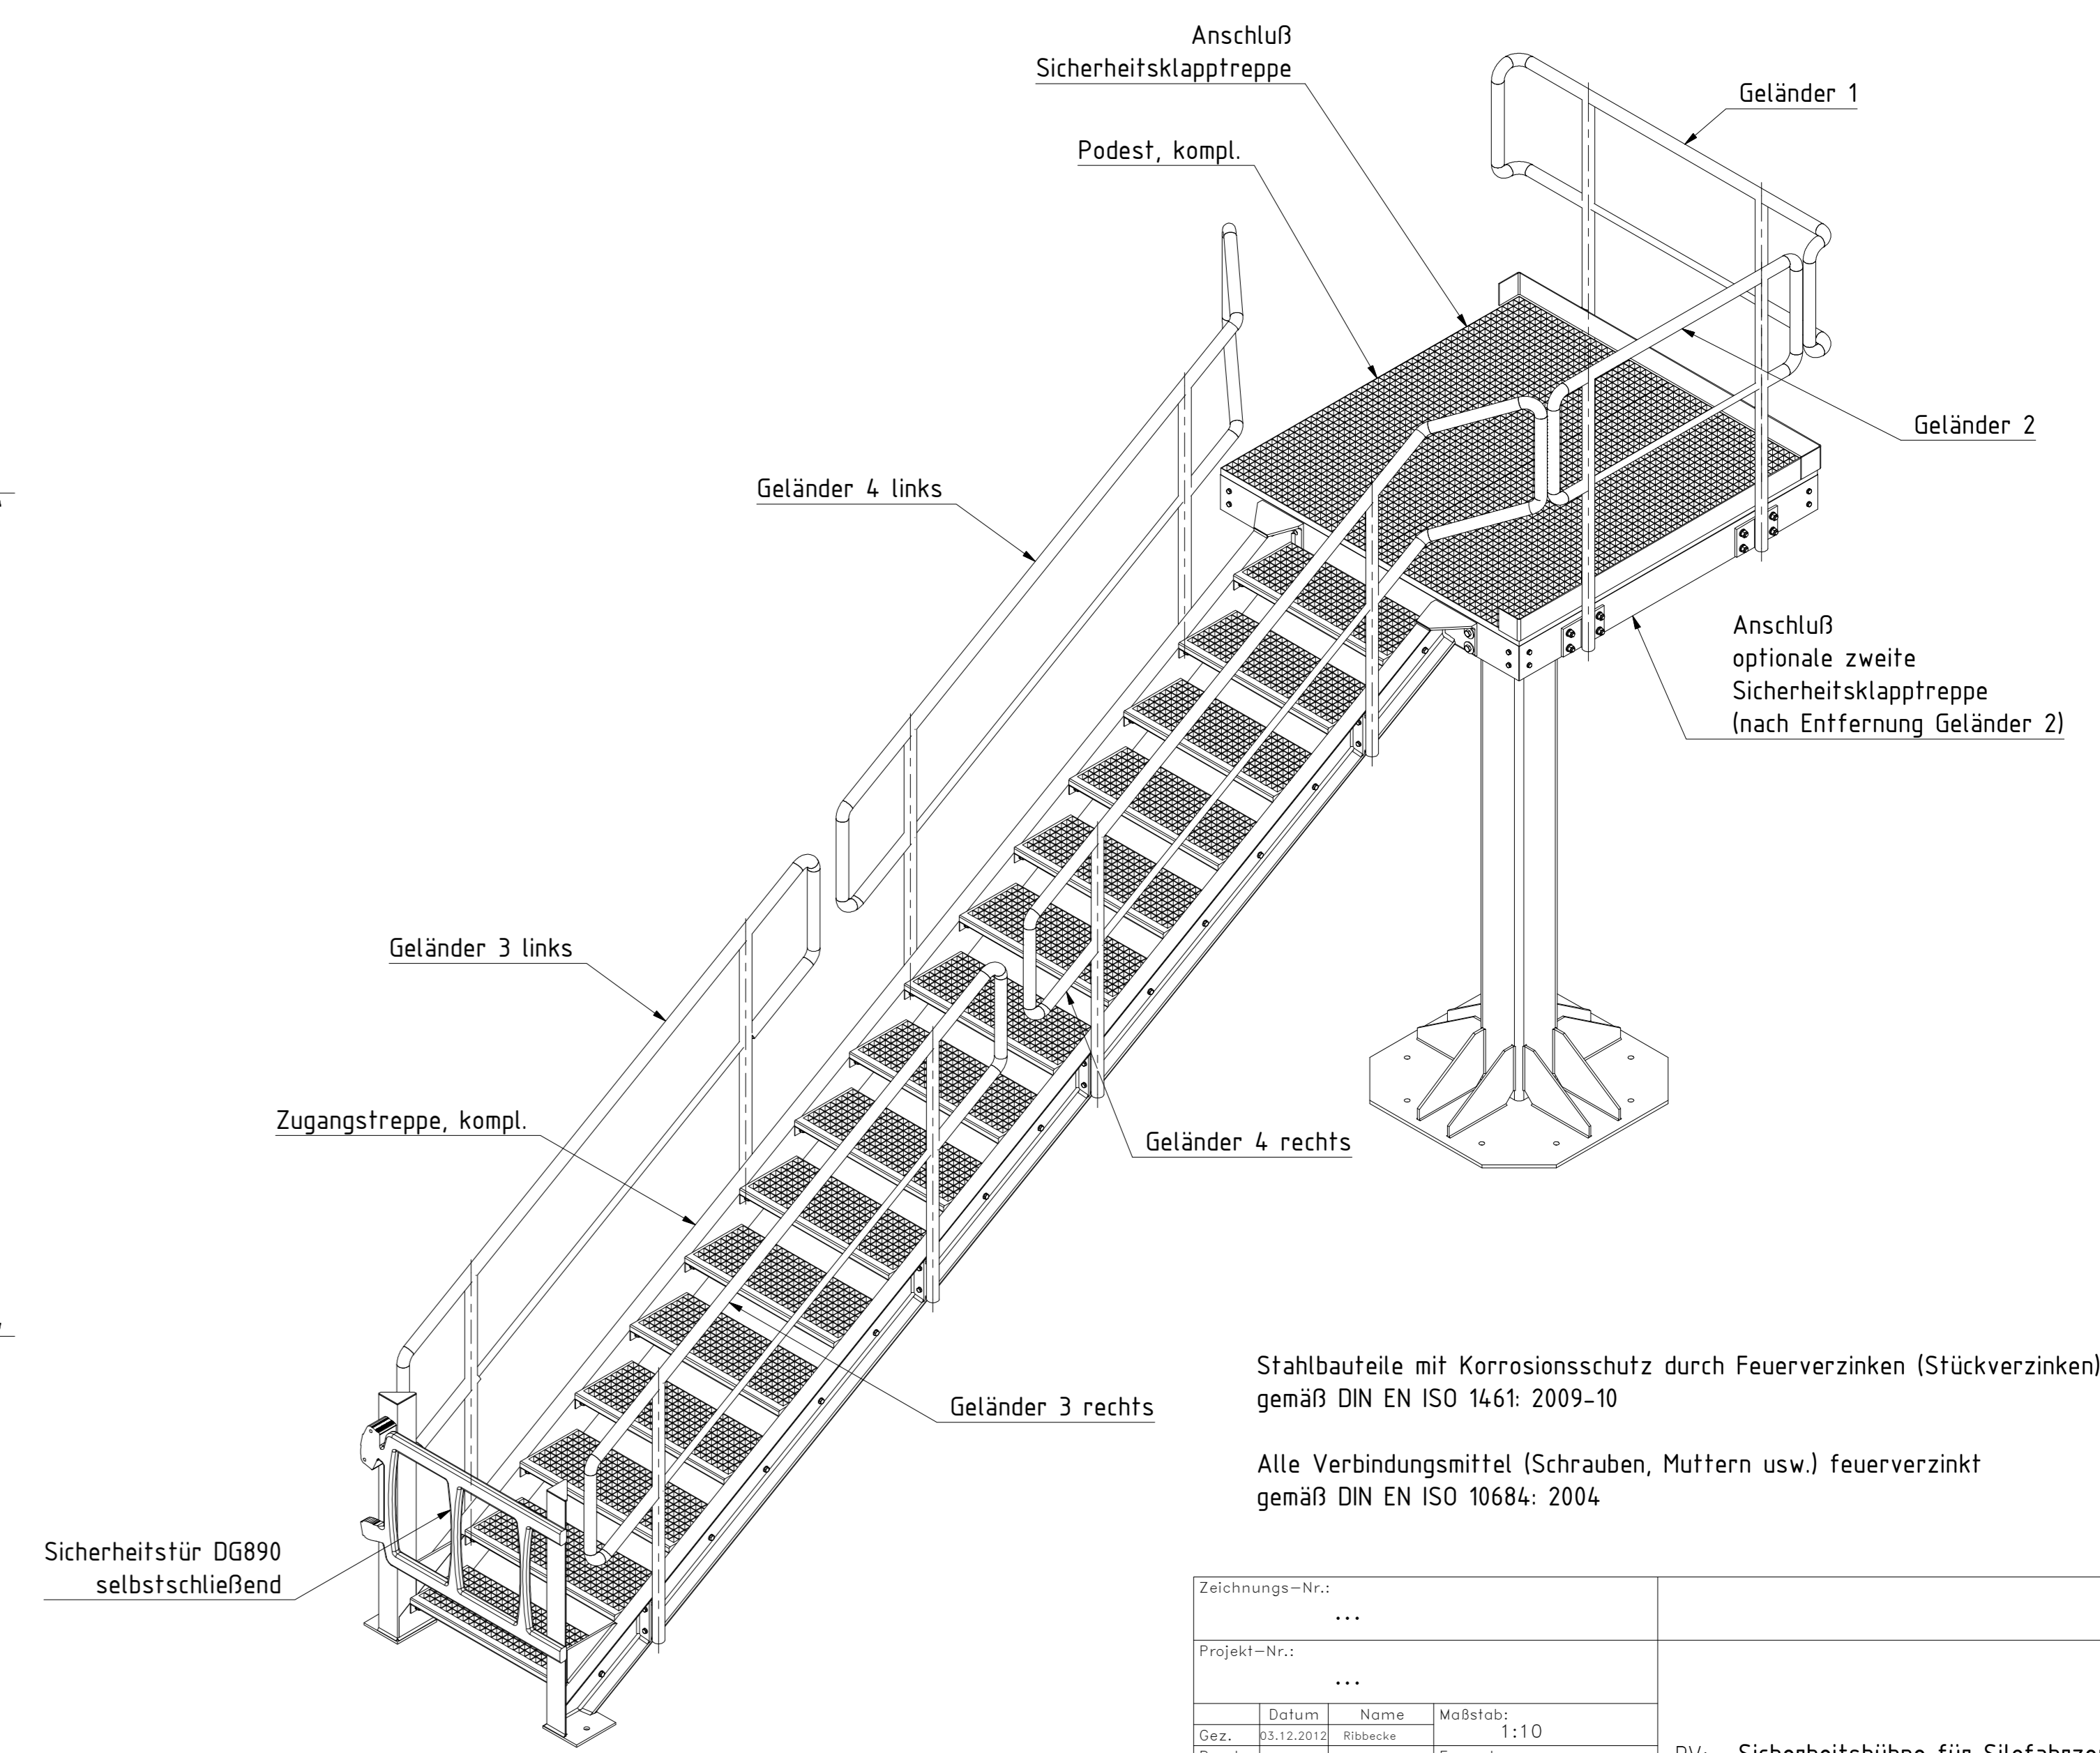 Anschluß
Sicherheitsklapptreppe
Geländer 1
Podest, kompl.
Geländer 2
Geländer 4 links
Anschluß
optionale zweite
Sicherheitsklapptreppe
(nach Entfernung Geländer 2)
Geländer 3 links
Zugangstreppe, kompl.
Geländer 4 rechts
Stahlbauteile mit Korrosionsschutz durch Feuerverzinken (Stückverzinken)
gemäß DIN EN ISO 1461: 2009-10
Geländer 3 rechts
Alle Verbindungsmittel (Schrauben, Muttern usw.) feuerverzinkt
gemäß DIN EN ISO 10684: 2004
Sicherheitstür DG890
selbstschließend
Zeichnungs-Nr.:
...
Projekt-Nr.:
...
Datum Name Maßstab:
Gez. 03.12.2012 Ribbecke 1:10
Sicherheitsbühne für